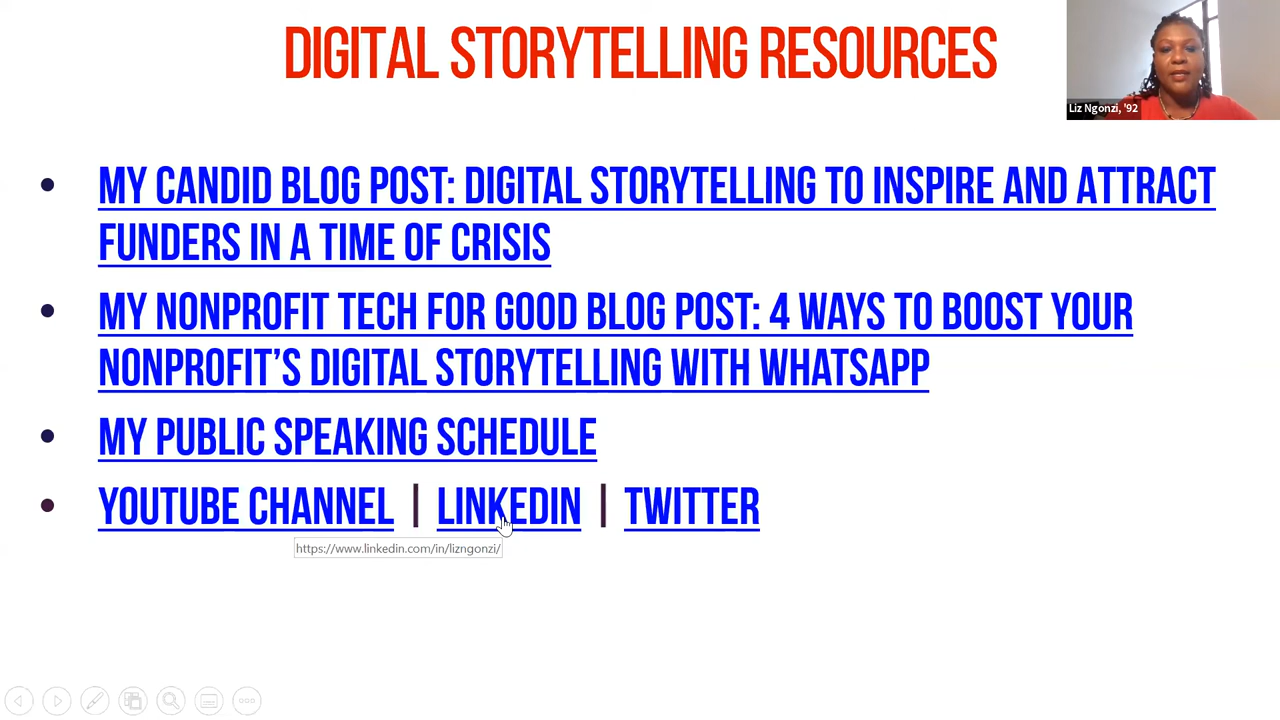 DIGITAL STORYTELLING RESOURCES
Liz Ngonzi, '92
• MY CANDID BLOG POST: DIGITAL STORYTELLING TO INSPIRE AND ATTRACT
FUNDERS IN A TIME OF CRISIS
• MY NONPROFIT TECH FOR GOOD BLOG POST: 4 WAYS TO BOOST YOUR
NONPROFIT'S DIGITAL STORYTELLING WITH WHATSAPP
• MY PUBLIC SPEAKING SCHEDULE
• YOUTUBE CHANNEL | LINKEDIN | TWITTER
https://www.linkedin.com/in/lizngonzi/